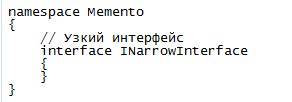 namespace Memento
{
    // Узкий интерфейс
    interface INarrowInterface
    {
    }
}